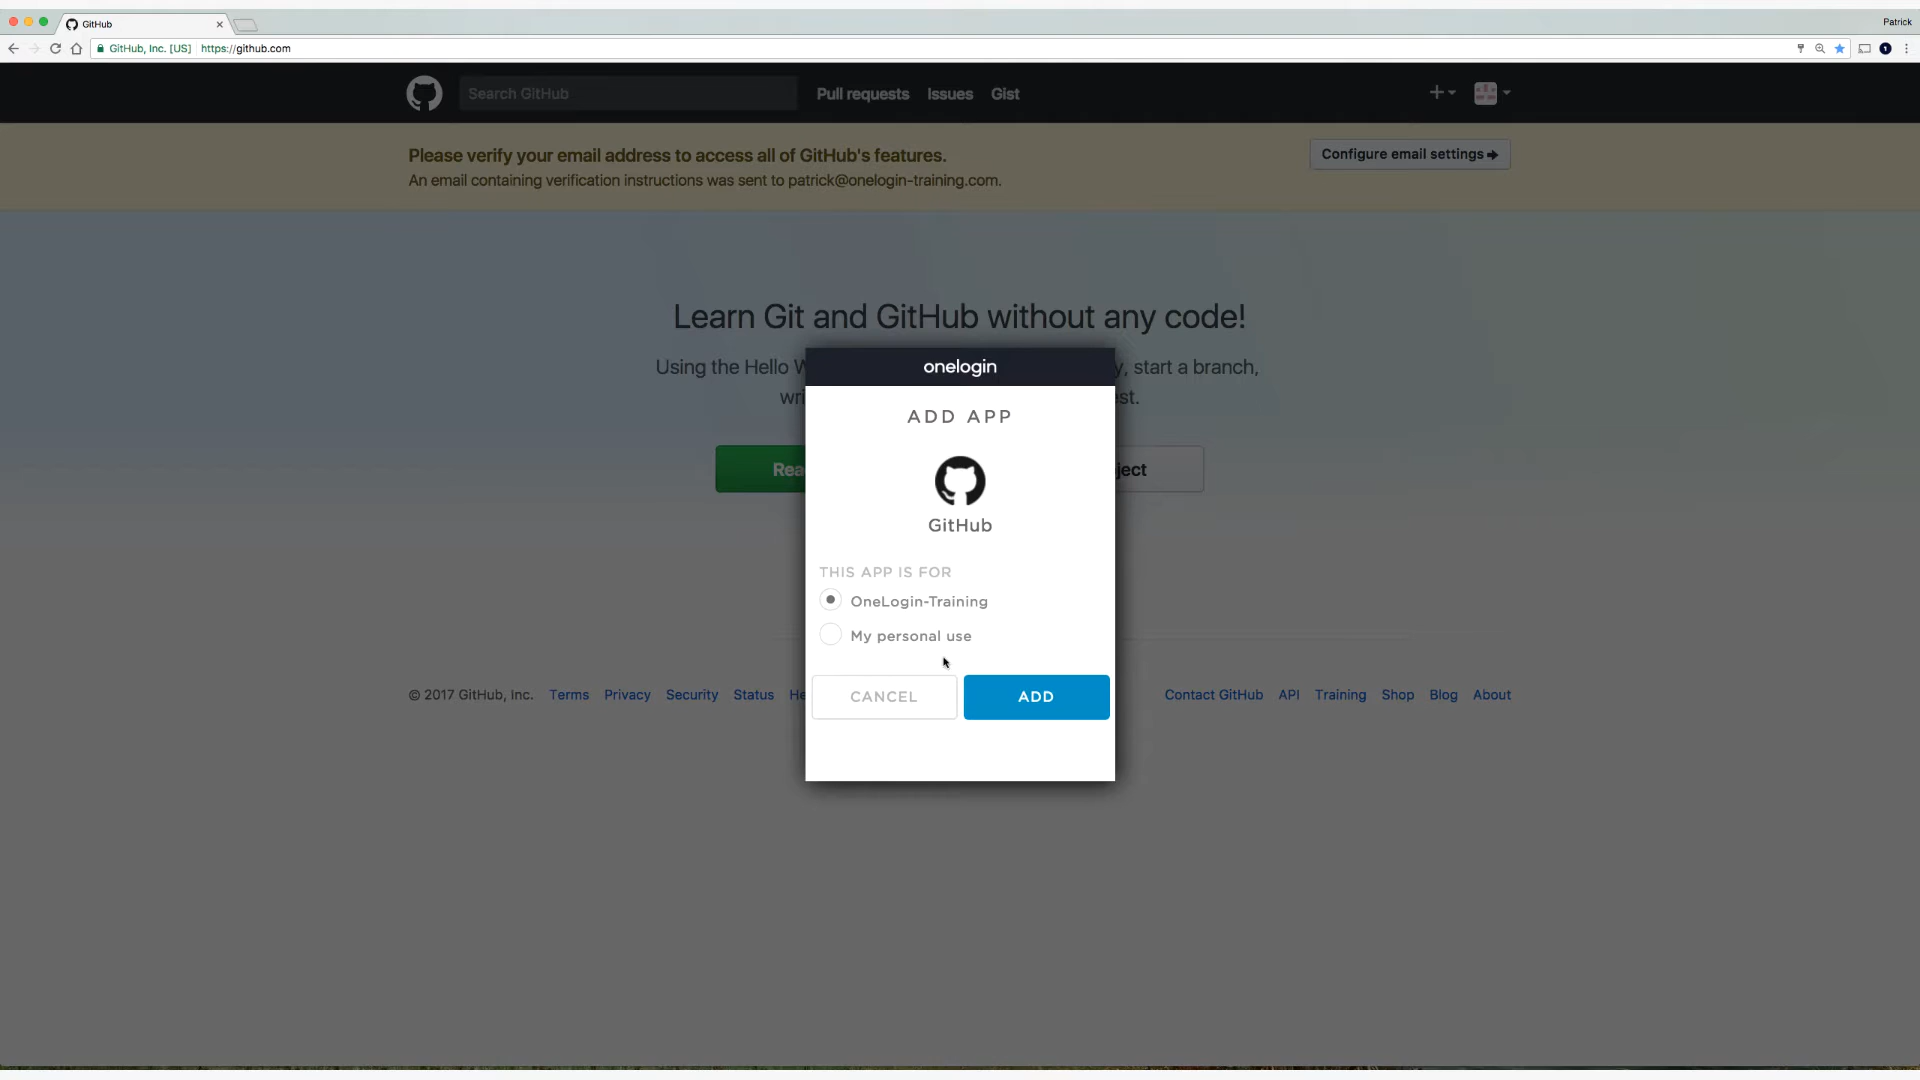 GitHub
Patrick
GitHub, Inc. [US] https://github.com
Search GitHub
Pull requests Issues Gist
Please verify your email address to access all of GitHub's features.
Configure email settings
An email containing verification instructions was sent to patrick@onelogin-training.com.
Learn Git and GitHub without any code!
Using the Hello W y, start a branch,
wri est.
Rea ject
onelogin
ADD APP
GitHub
THIS APP IS FOR
OneLogin-Training
My personal use
CANCEL ADD
© 2017 GitHub, Inc. Terms Privacy Security Status He
Contact GitHub API Training Shop Blog About